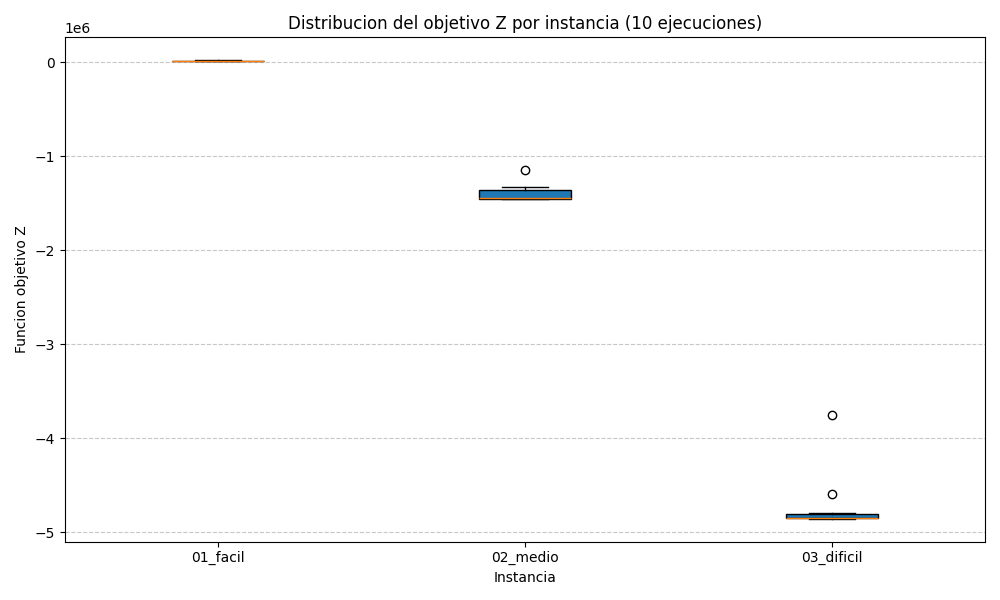 Distribucion del objetivo Z por instancia (10 ejecuciones)
1e6
0
−1
−2
−3
−4
−5
Funcion objetivo Z
01_facil
02_medio
03_dificil
Instancia